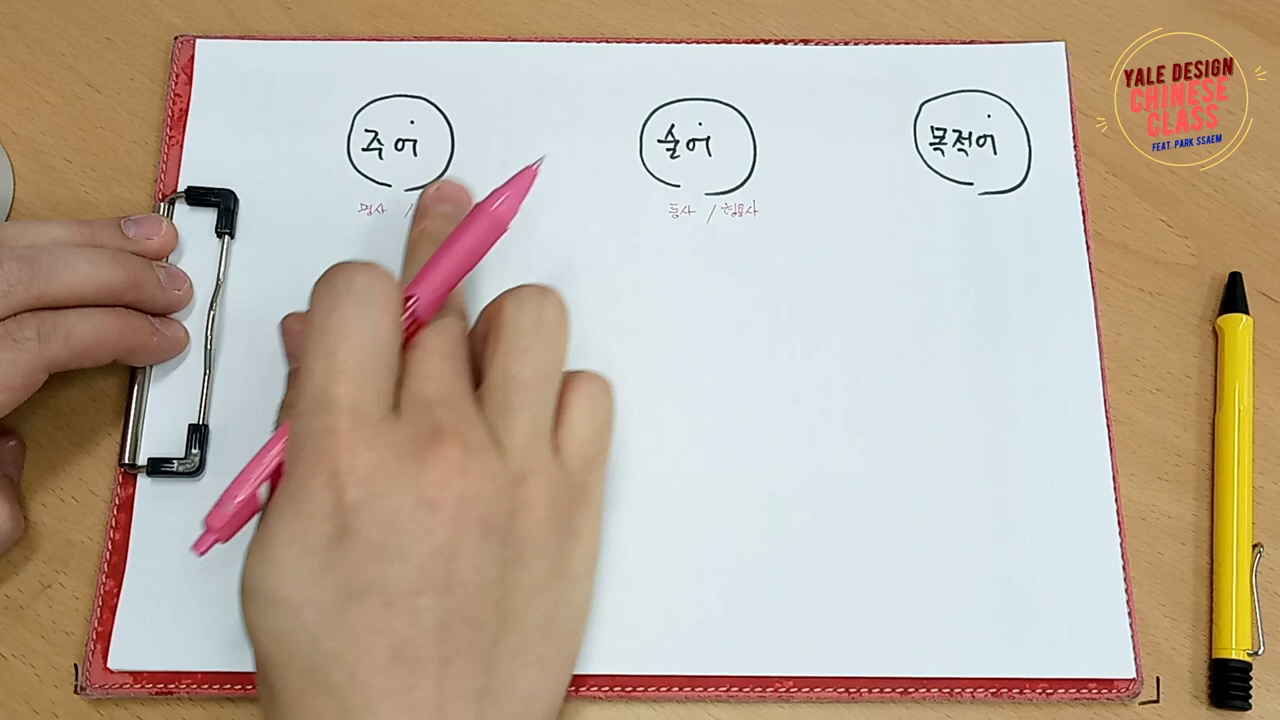 주어 술어 목적어
명사 / 동사 / 형용사
YALE DESIGN
CHINESE
CLASS
FEAT. PARK SSAEM